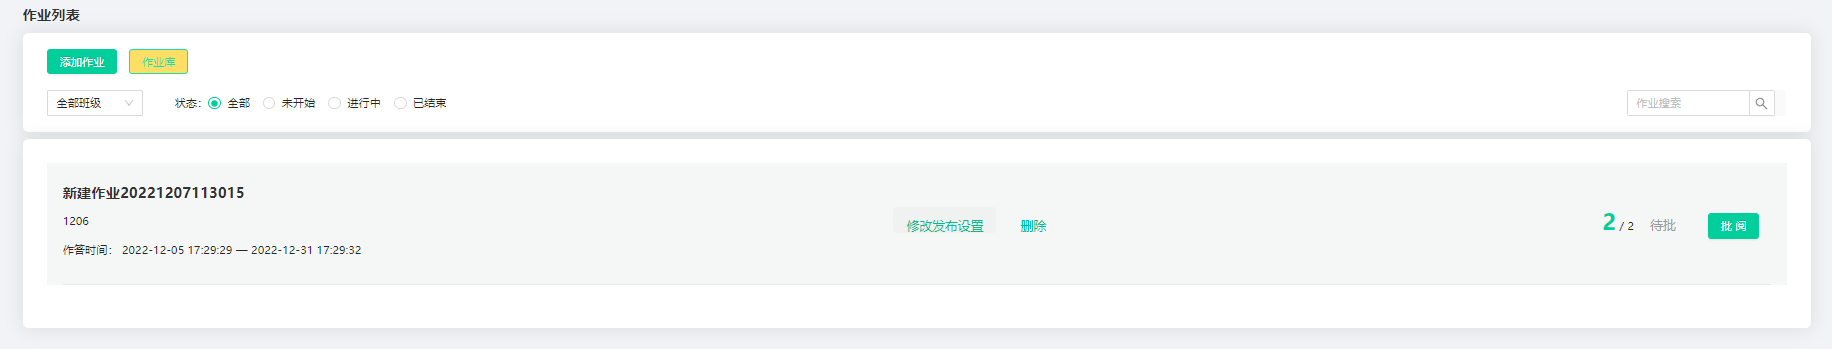 作业列表
添加作业 作业库
全部班级 状态: 全部 未开始 进行中 已结束 作业搜索
新建作业20221207113015
1206
修改发布设置 删除 2 / 2 待批 批 阅
作答时间: 2022-12-05 17:29:29 — 2022-12-31 17:29:32